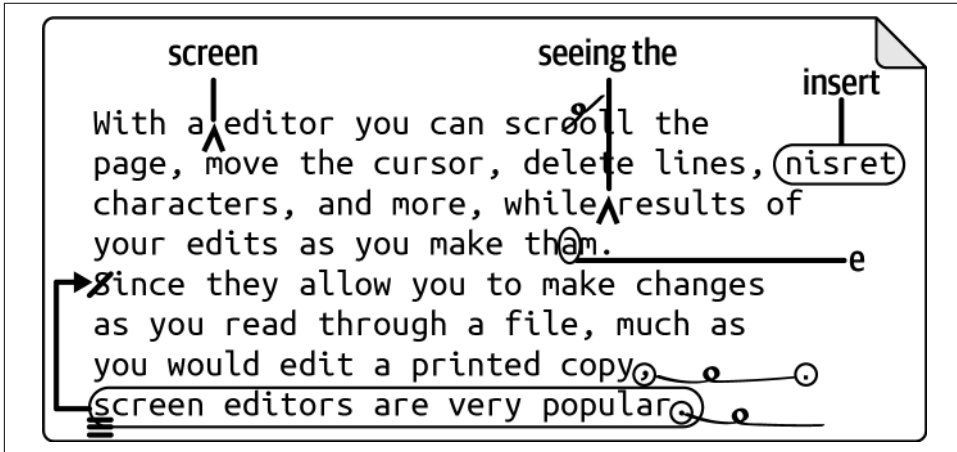 screen seeing the
insert
With a editor you can scrooll the
page, move the cursor, delete lines, nisret
characters, and more, while results of
your edits as you make tham.
e
Since they allow you to make changes
as you read through a file, much as
you would edit a printed copy, .
screen editors are very popular.